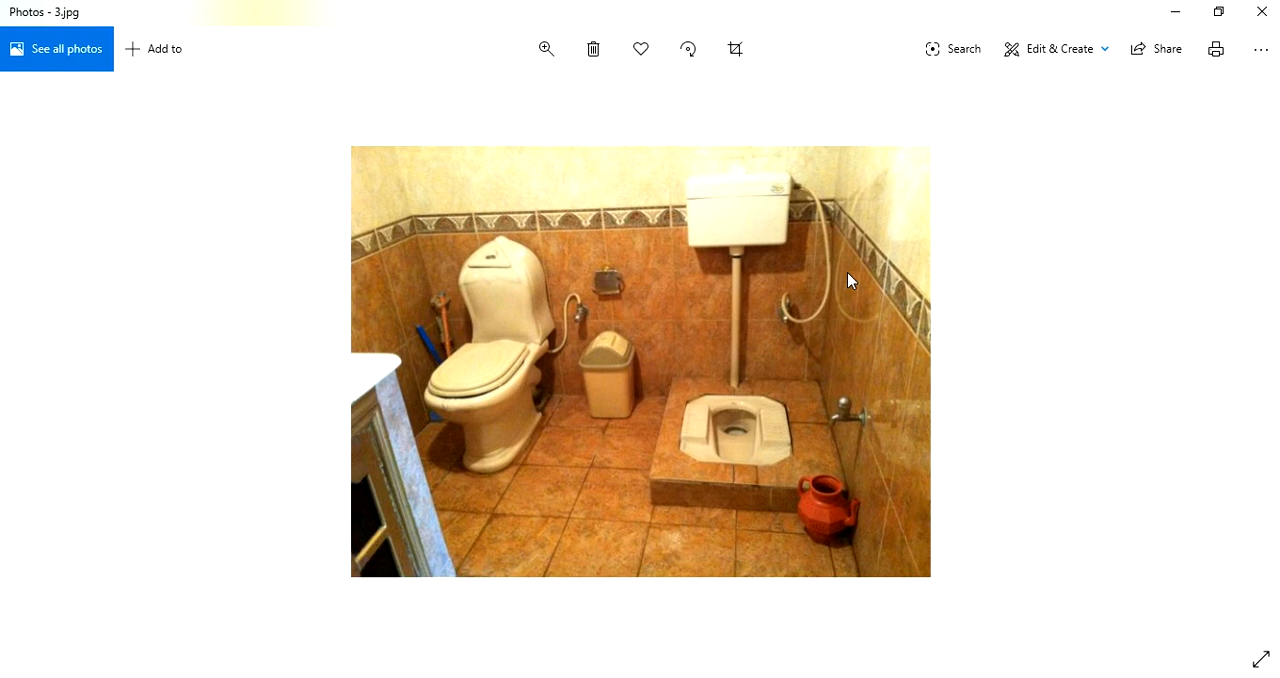 Photos - 3.jpg
See all photos
Add to
Search
Edit & Create
Share